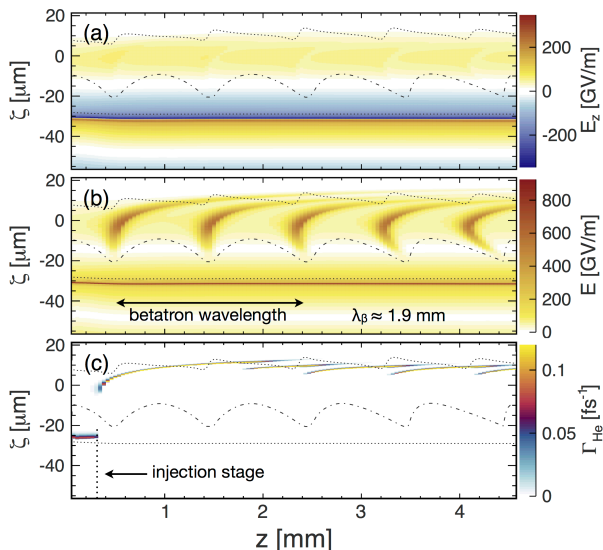 (a)
20
0
-20
-40
ζ [μm]
200
0
-200
E_z [GV/m]
(b)
20
0
-20
-40
ζ [μm]
betatron wavelength
λ_β ≈ 1.9 mm
800
600
400
200
0
E [GV/m]
(c)
20
0
-20
-40
ζ [μm]
injection stage
0.1
0.05
0
Γ_He [fs⁻¹]
1 2 3 4
z [mm]